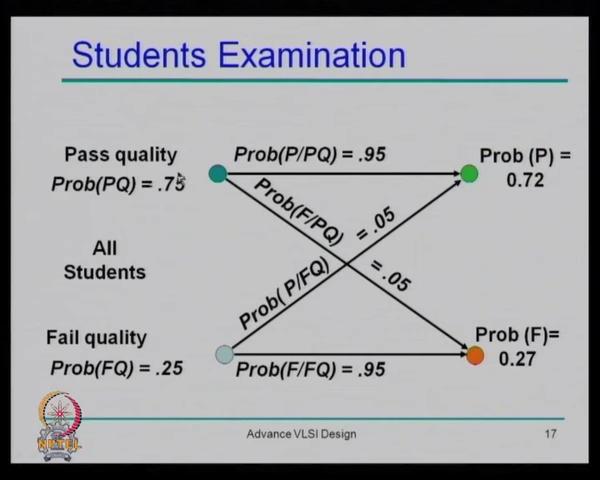 Students Examination
Pass quality
Prob(PQ) = .75
Prob(P/PQ) = .95
Prob (P) =
0.72
Prob(F/PQ) = .05
All
Students
Prob( P/FQ) = .05
Fail quality
Prob(FQ) = .25
Prob(F/FQ) = .95
Prob (F)=
0.27
NPTEL
Advance VLSI Design
17